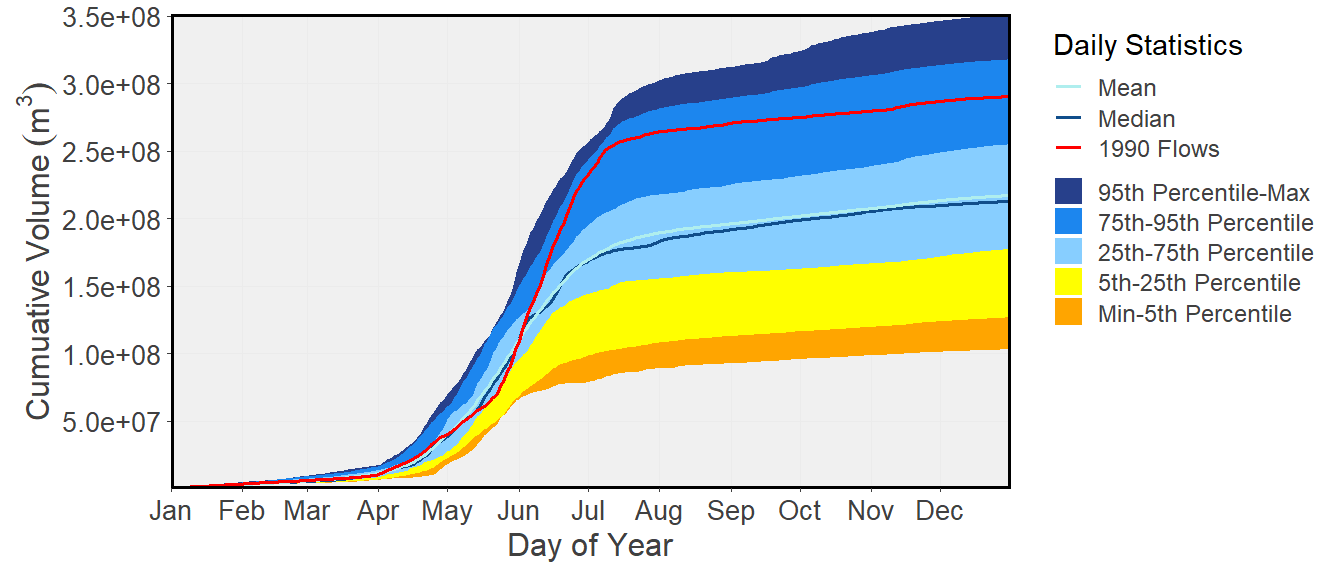 3.5e+08
3.0e+08
2.5e+08
2.0e+08
1.5e+08
1.0e+08
5.0e+07
Cumuative Volume (m³)
Jan Feb Mar Apr May Jun Jul Aug Sep Oct Nov Dec
Day of Year
Daily Statistics
Mean
Median
1990 Flows
95th Percentile-Max
75th-95th Percentile
25th-75th Percentile
5th-25th Percentile
Min-5th Percentile